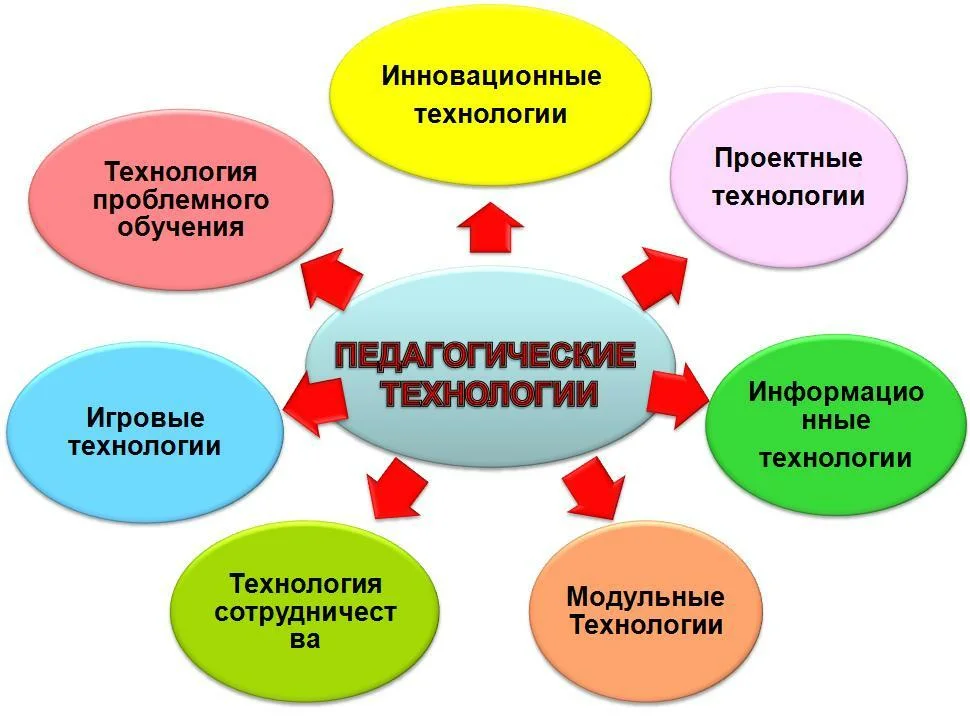 Инновационные
технологии
Проектные
технологии
Технология
проблемного
обучения
ПЕДАГОГИЧЕСКИЕ
ТЕХНОЛОГИИ
Информацио
нные
технологии
Игровые
технологии
Технология
сотрудничест
ва
Модульные
Технологии